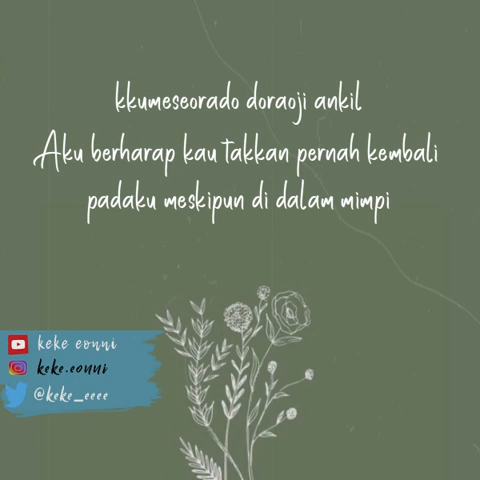 kkumeseorado doraoji ankil
Aku berharap kau takkan pernah kembali
padaku meskipun di dalam mimpi
keke eonni
keke.eonni
@keke_eeee